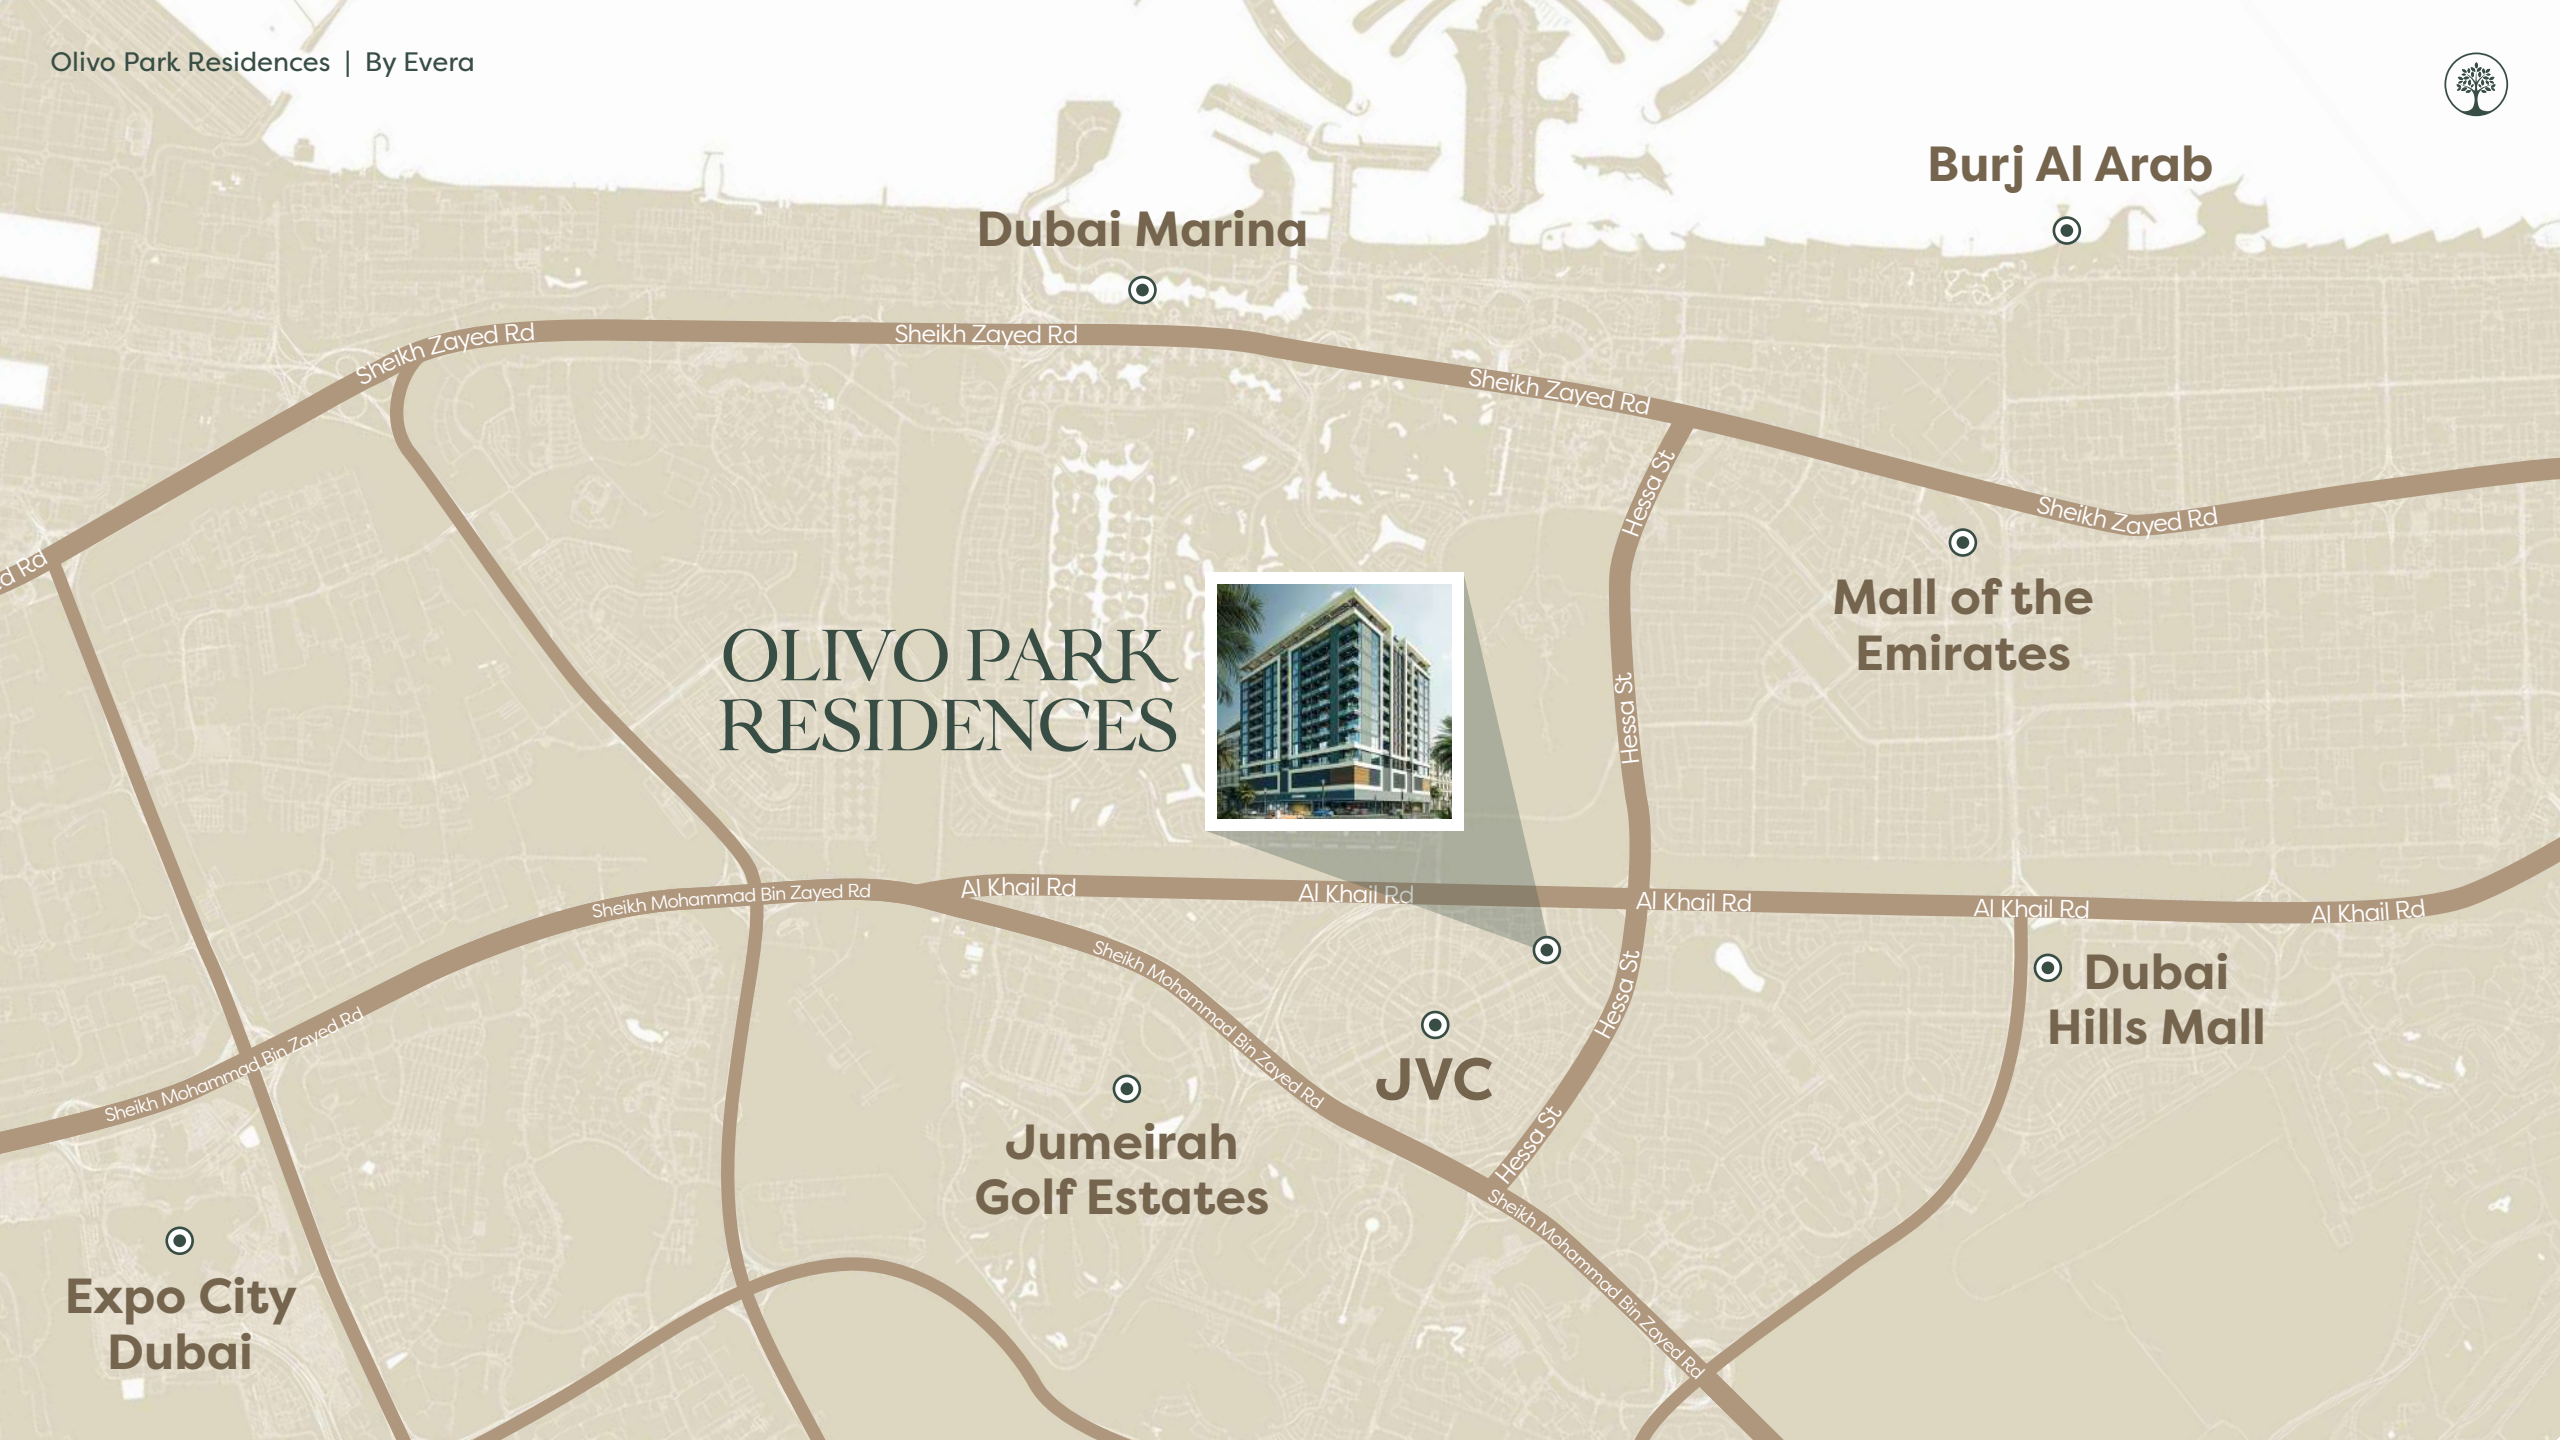 Olivo Park Residences | By Evera
Burj Al Arab
Dubai Marina
Sheikh Zayed Rd
Sheikh Zayed Rd
Sheikh Zayed Rd
Sheikh Zayed Rd
d Rd
Hessa St
Mall of the
Emirates
OLIVO PARK
RESIDENCES
Hessa St
Sheikh Mohammad Bin Zayed Rd
Al Khail Rd
Al Khail Rd
Al Khail Rd
Al Khail Rd
Al Khail Rd
Sheikh Mohammad Bin Zayed Rd
Hessa St
Dubai
Hills Mall
Sheikh Mohammad Bin Zayed Rd
JVC
Jumeirah
Golf Estates
Hessa St
Sheikh Mohammad Bin Zayed Rd
Expo City
Dubai